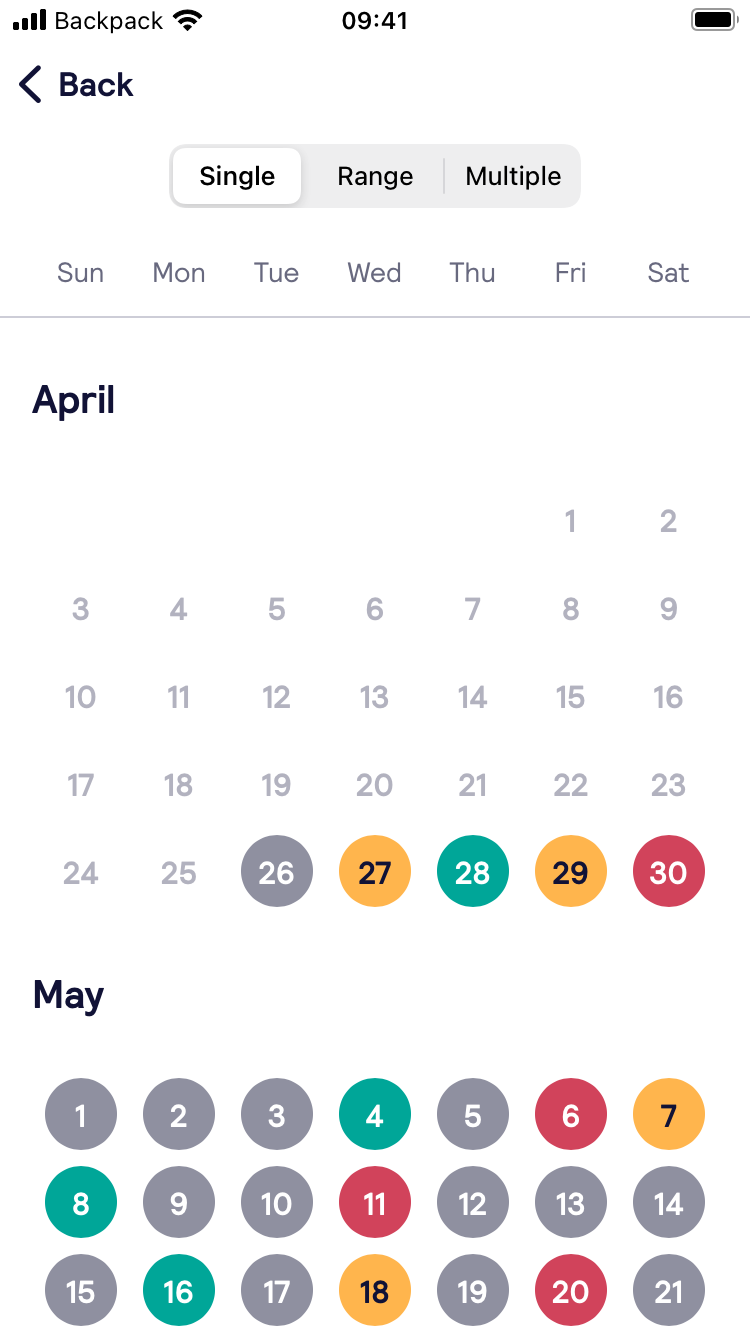 Backpack 09:41
Back
Single Range Multiple
Sun Mon Tue Wed Thu Fri Sat
April
1 2
3 4 5 6 7 8 9
10 11 12 13 14 15 16
17 18 19 20 21 22 23
24 25 26 27 28 29 30
May
1 2 3 4 5 6 7
8 9 10 11 12 13 14
15 16 17 18 19 20 21